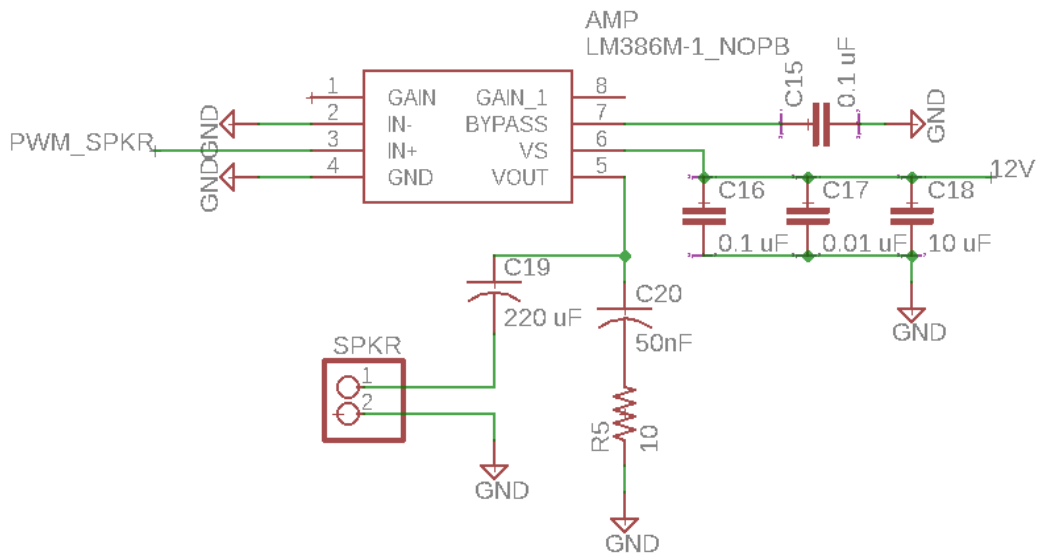 AMP
LM386M-1_NOPB
1 GAIN GAIN_1 8
2 IN- BYPASS 7
3 IN+ VS 6
4 GND VOUT 5
GND
PWM_SPKR
GND
C15
0.1 uF
GND
12V
C16
0.1 uF
C17
0.01 uF
C18
10 uF
GND
C19
220 uF
C20
50nF
SPKR
1
2
R5
10
GND
GND